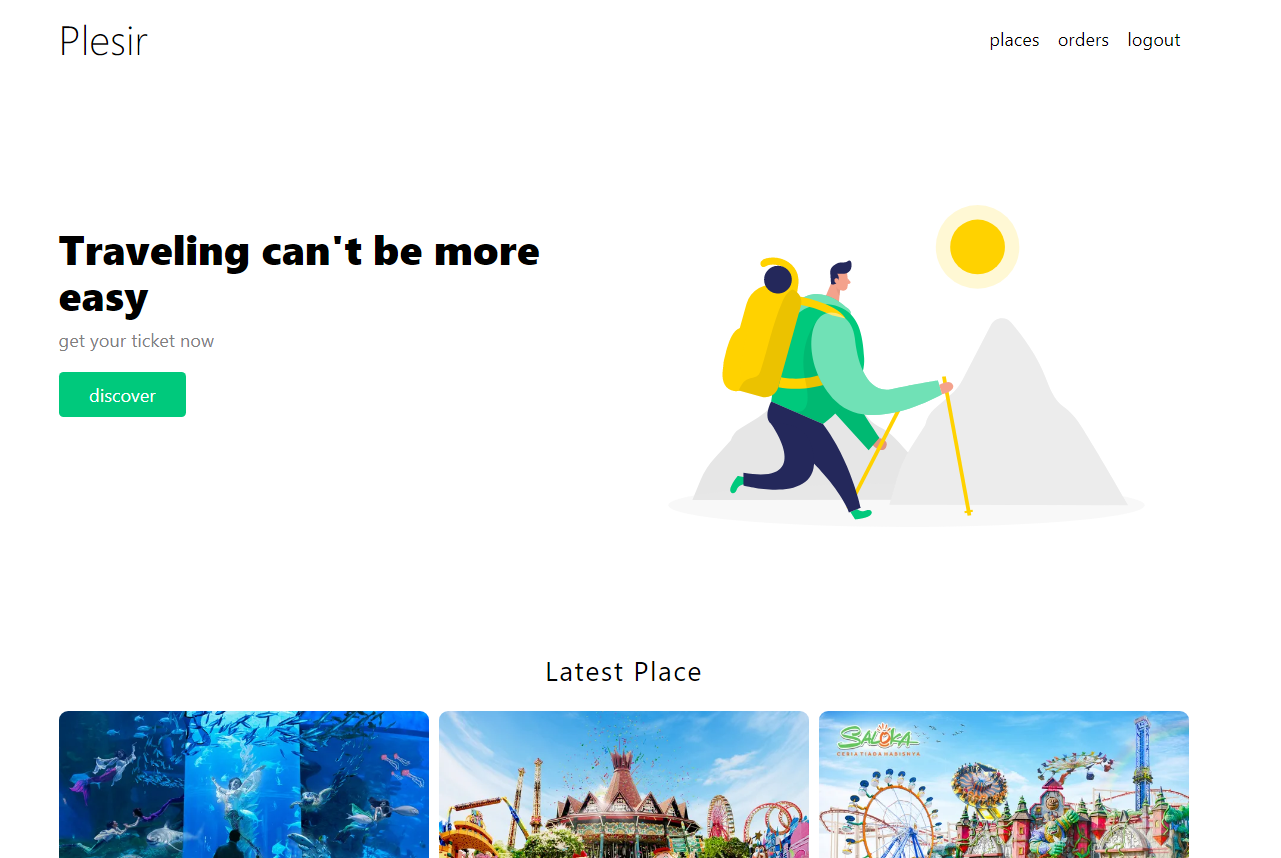 Plesir
places orders logout
Traveling can't be more
easy
get your ticket now
discover
Latest Place
SALOKA
CERIA TIADA HABISNYA